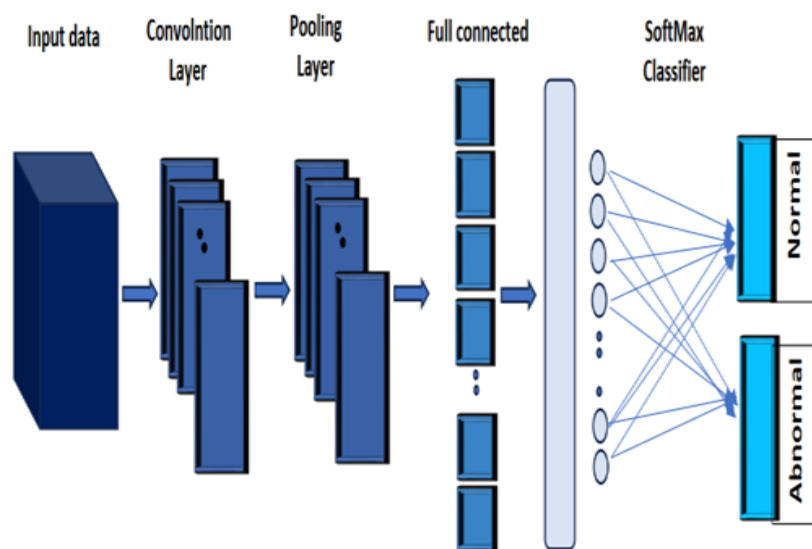 Input data
Convolntion
Layer
Pooling
Layer
Full connected
SoftMax
Classifier
Normal
Abnormal